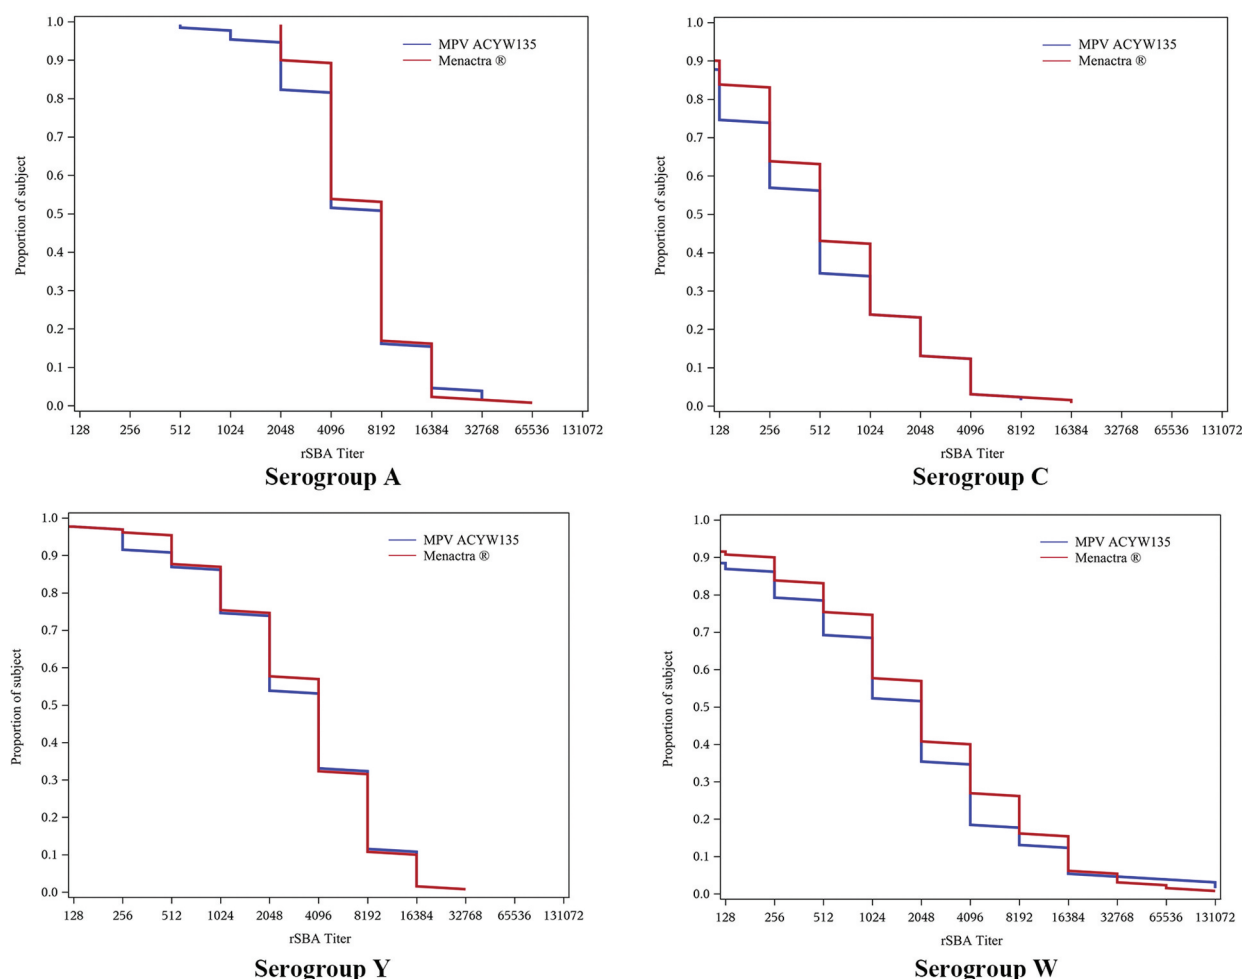 1.0
0.9
0.8
0.7
0.6
0.5
0.4
0.3
0.2
0.1
0.0
Proportion of subject
MPV ACYW135
Menactra ®
128 256 512 1024 2048 4096 8192 16384 32768 65536 131072
rSBA Titer
Serogroup A
1.0
0.9
0.8
0.7
0.6
0.5
0.4
0.3
0.2
0.1
0.0
Proportion of subject
MPV ACYW135
Menactra ®
128 256 512 1024 2048 4096 8192 16384 32768 65536 131072
rSBA Titer
Serogroup C
1.0
0.9
0.8
0.7
0.6
0.5
0.4
0.3
0.2
0.1
0.0
Proportion of subject
MPV ACYW135
Menactra ®
128 256 512 1024 2048 4096 8192 16384 32768 65536 131072
rSBA Titer
Serogroup Y
1.0
0.9
0.8
0.7
0.6
0.5
0.4
0.3
0.2
0.1
0.0
Proportion of subject
MPV ACYW135
Menactra ®
128 256 512 1024 2048 4096 8192 16384 32768 65536 131072
rSBA Titer
Serogroup W